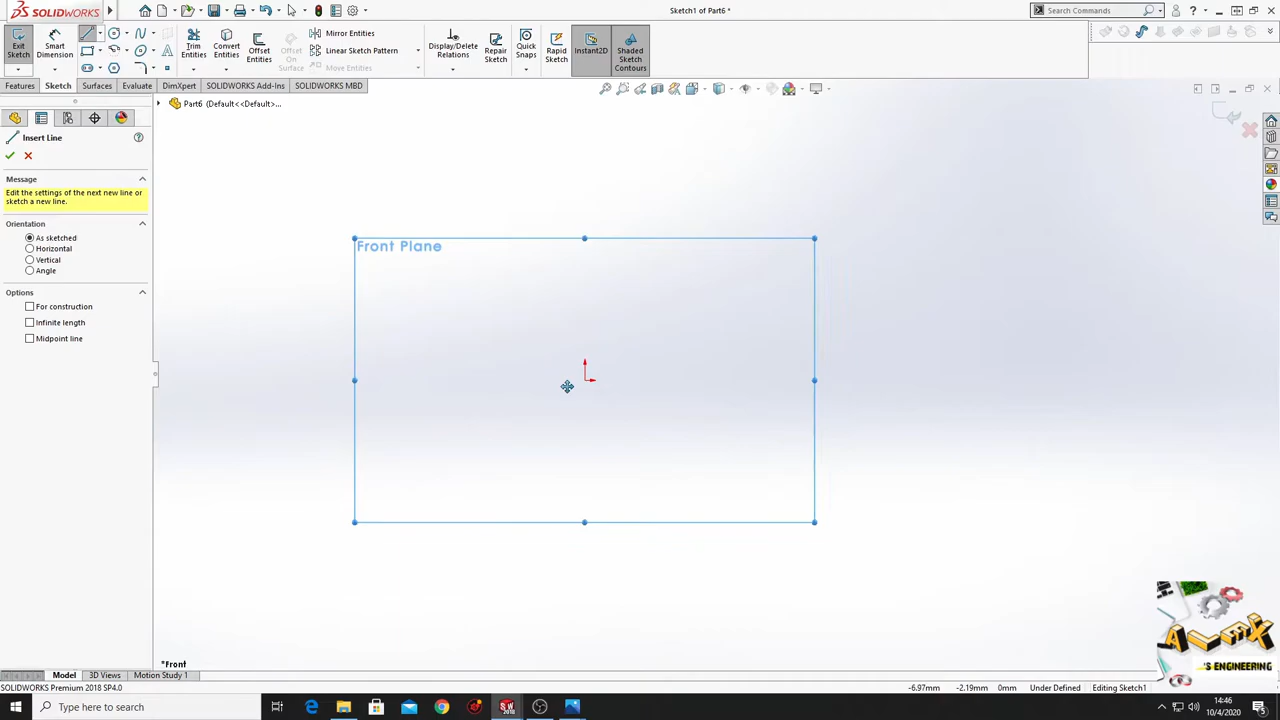 SOLIDWORKS
Sketch1 of Part6 *
Search Commands
Exit Sketch
Smart Dimension
Trim Entities
Convert Entities
Offset Entities
Offset On Surface
Mirror Entities
Linear Sketch Pattern
Move Entities
Display/Delete Relations
Repair Sketch
Quick Snaps
Rapid Sketch
Instant2D
Shaded Sketch Contours
Features
Sketch
Surfaces
Evaluate
DimXpert
SOLIDWORKS Add-Ins
SOLIDWORKS MBD
Part6 (Default<<Default>...
Insert Line
Message
Edit the settings of the next new line or
sketch a new line.
Orientation
As sketched
Horizontal
Vertical
Angle
Options
For construction
Infinite length
Midpoint line
Front Plane
*Front
ALMX
'S ENGINEERING
Model
3D Views
Motion Study 1
SOLIDWORKS Premium 2018 SP4.0
-6.97mm
-2.19mm
0mm
Under Defined
Editing Sketch1
Type here to search
14:46
10/4/2020